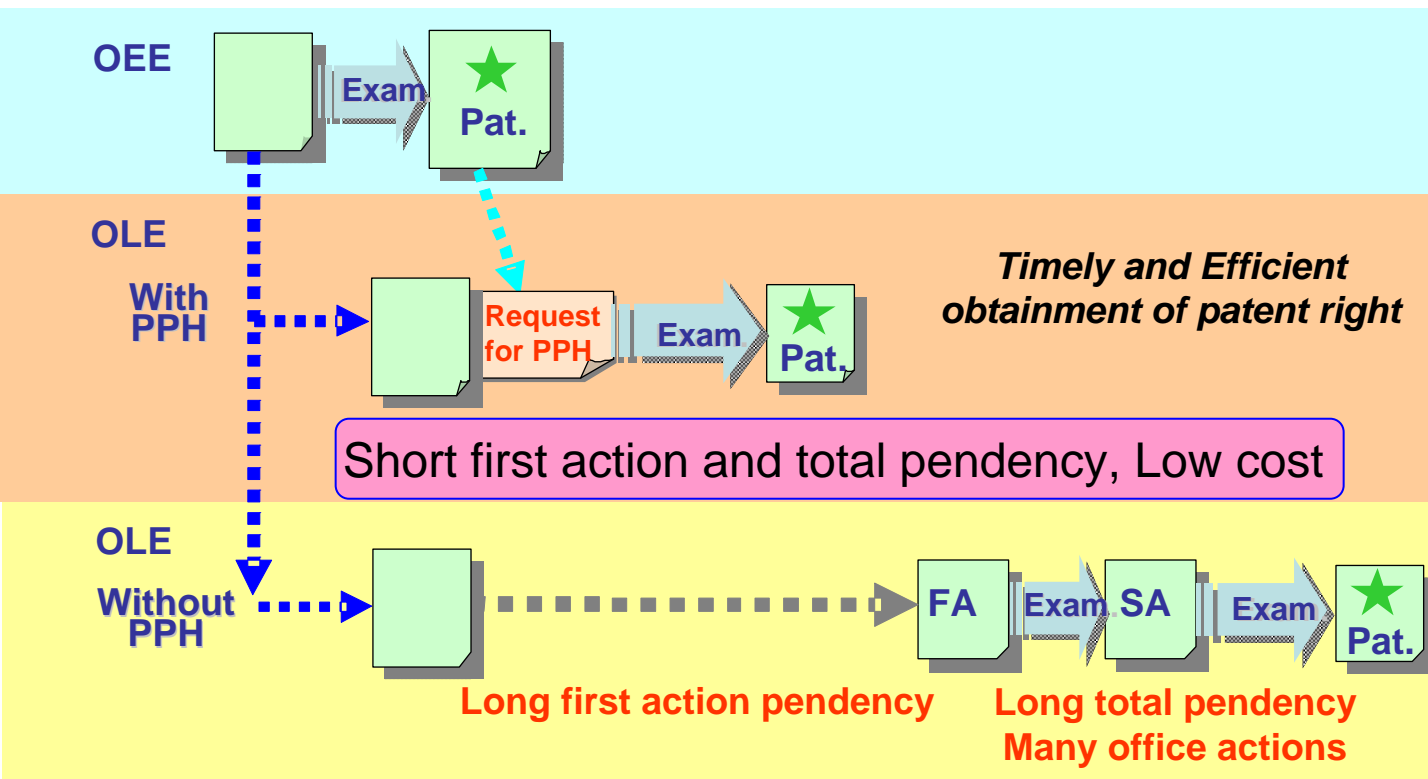 OEE
Exam.
Pat.
OLE
With
PPH
Request
for PPH
Exam.
Pat.
Timely and Efficient
obtainment of patent right
Short first action and total pendency, Low cost
OLE
Without
PPH
FA
Exam.
SA
Exam.
Pat.
Long first action pendency
Long total pendency
Many office actions